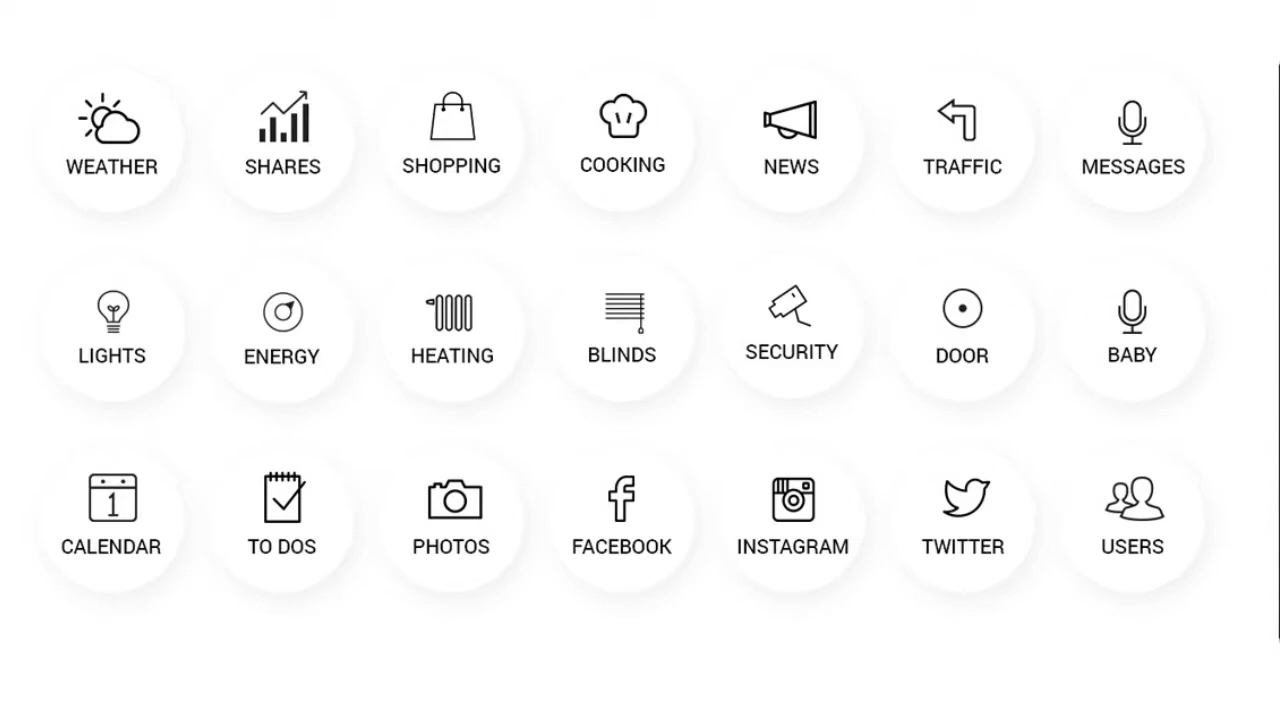 WEATHER
SHARES
SHOPPING
COOKING
NEWS
TRAFFIC
MESSAGES
LIGHTS
ENERGY
HEATING
BLINDS
SECURITY
DOOR
BABY
1
CALENDAR
TO DOS
PHOTOS
FACEBOOK
INSTAGRAM
TWITTER
USERS